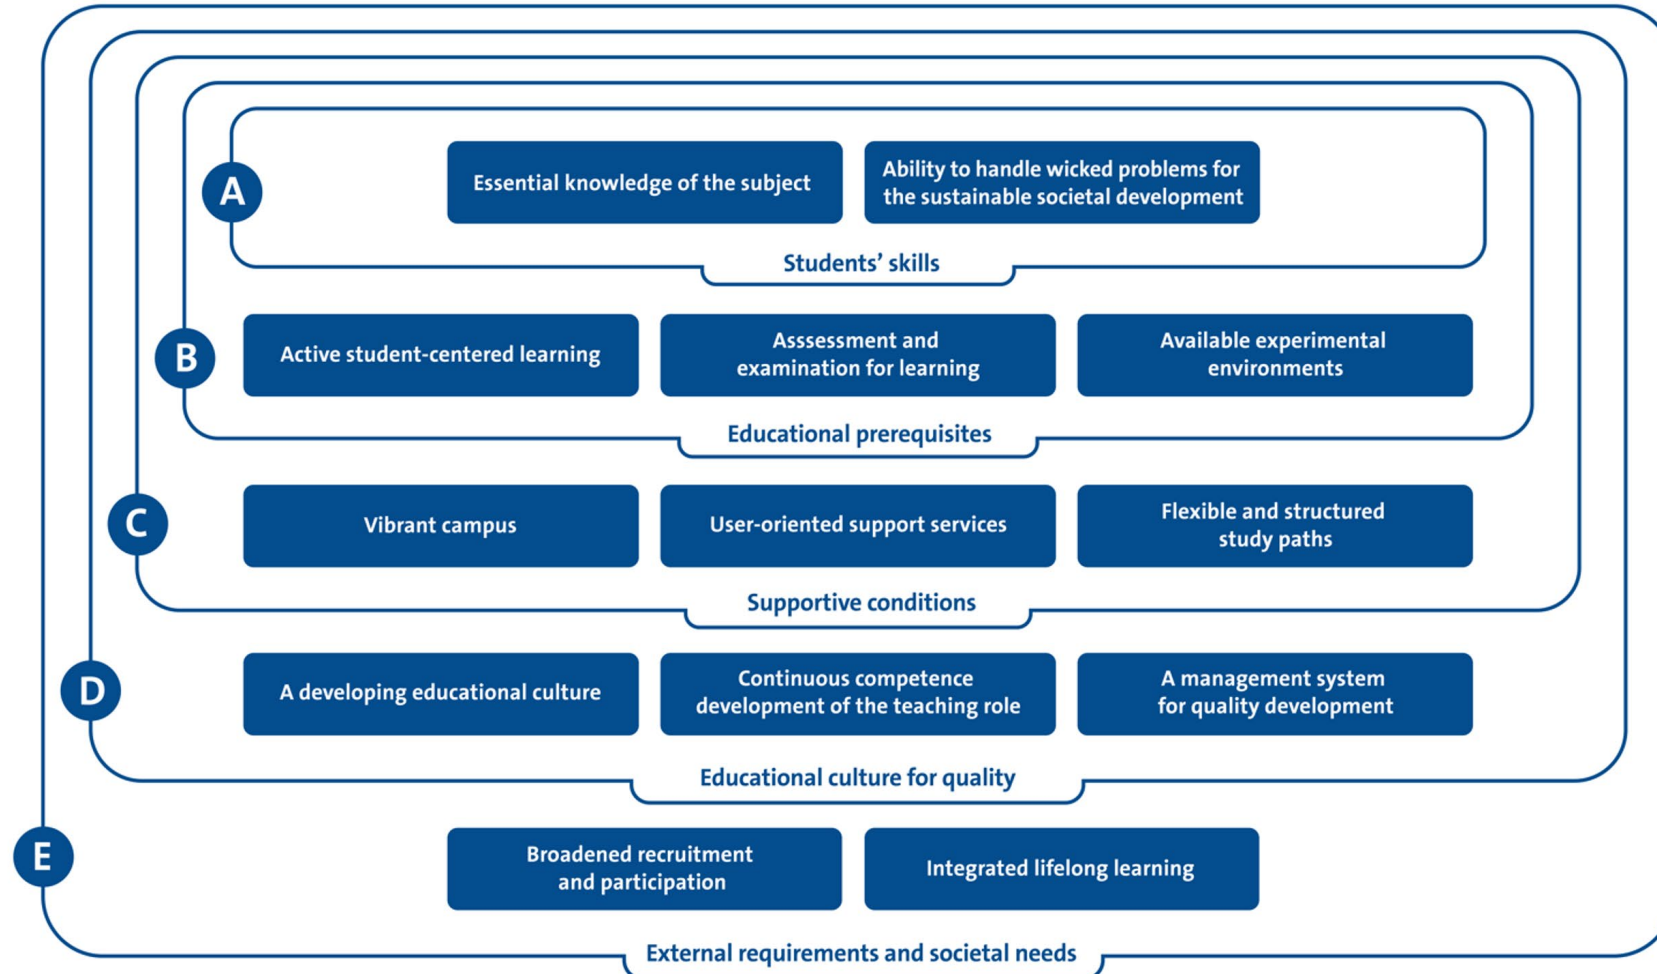 A
Essential knowledge of the subject
Ability to handle wicked problems for
the sustainable societal development
Students’ skills
B
Active student-centered learning
Asssessment and
examination for learning
Available experimental
environments
Educational prerequisites
C
Vibrant campus
User-oriented support services
Flexible and structured
study paths
Supportive conditions
D
A developing educational culture
Continuous competence
development of the teaching role
A management system
for quality development
Educational culture for quality
E
Broadened recruitment
and participation
Integrated lifelong learning
External requirements and societal needs